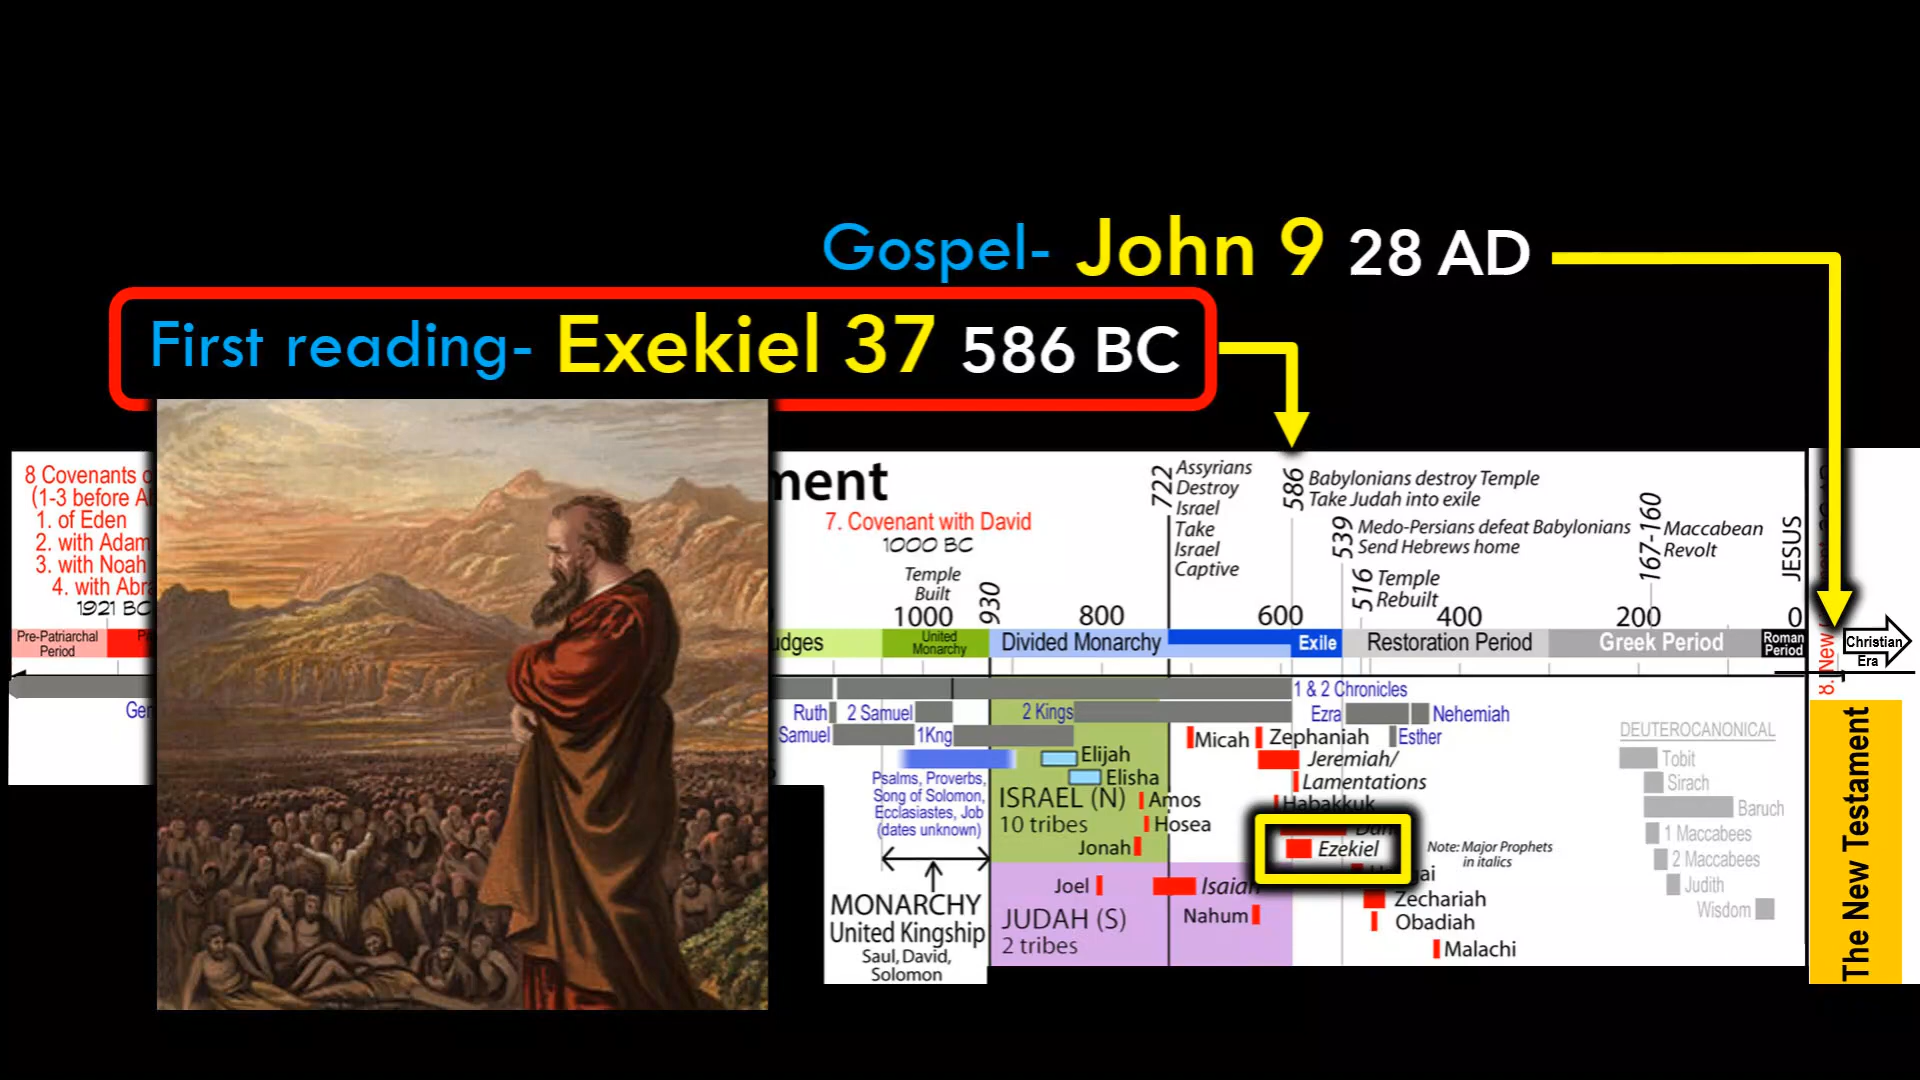 Gospel- John 9 28 AD
First reading- Exekiel 37 586 BC
8 Covenants
(1-3 before
1. of Eden
2. with Adam
3. with Noah
4. with
1921 BC
Pre-Patriarchal
Period
7. Covenant with David
1000 BC
Temple
Built
930
722
Assyrians
Destroy
Israel
Take
Israel
Captive
586
Babylonians destroy Temple
Take Judah into exile
539
Medo-Persians defeat Babylonians
Send Hebrews home
516
Temple
Rebuilt
167-160
Maccabean
Revolt
JESUS
1000 800 600 400 200 0
United
Monarchy
Divided Monarchy
Exile
Restoration Period
Greek Period
Roman
Period
8. New
Christian
Era
1 & 2 Chronicles
Ruth 2 Samuel 2 Kings Ezra Nehemiah
Samuel 1Kng Esther
Micah Zephaniah
Elijah
Jeremiah/
Elisha
Lamentations
Psalms, Proverbs,
Song of Solomon,
Ecclasiastes, Job
(dates unknown)
ISRAEL (N)
10 tribes
Amos
Habakkuk
Hosea
Jonah
Ezekiel
Note: Major Prophets
in italics
MONARCHY
United Kingship
Saul, David,
Solomon
Joel
Isaiah
JUDAH (S)
2 tribes
Nahum
Zechariah
Obadiah
Malachi
DEUTEROCANONICAL
Tobit
Sirach
Baruch
1 Maccabees
2 Maccabees
Judith
Wisdom
The New Testament